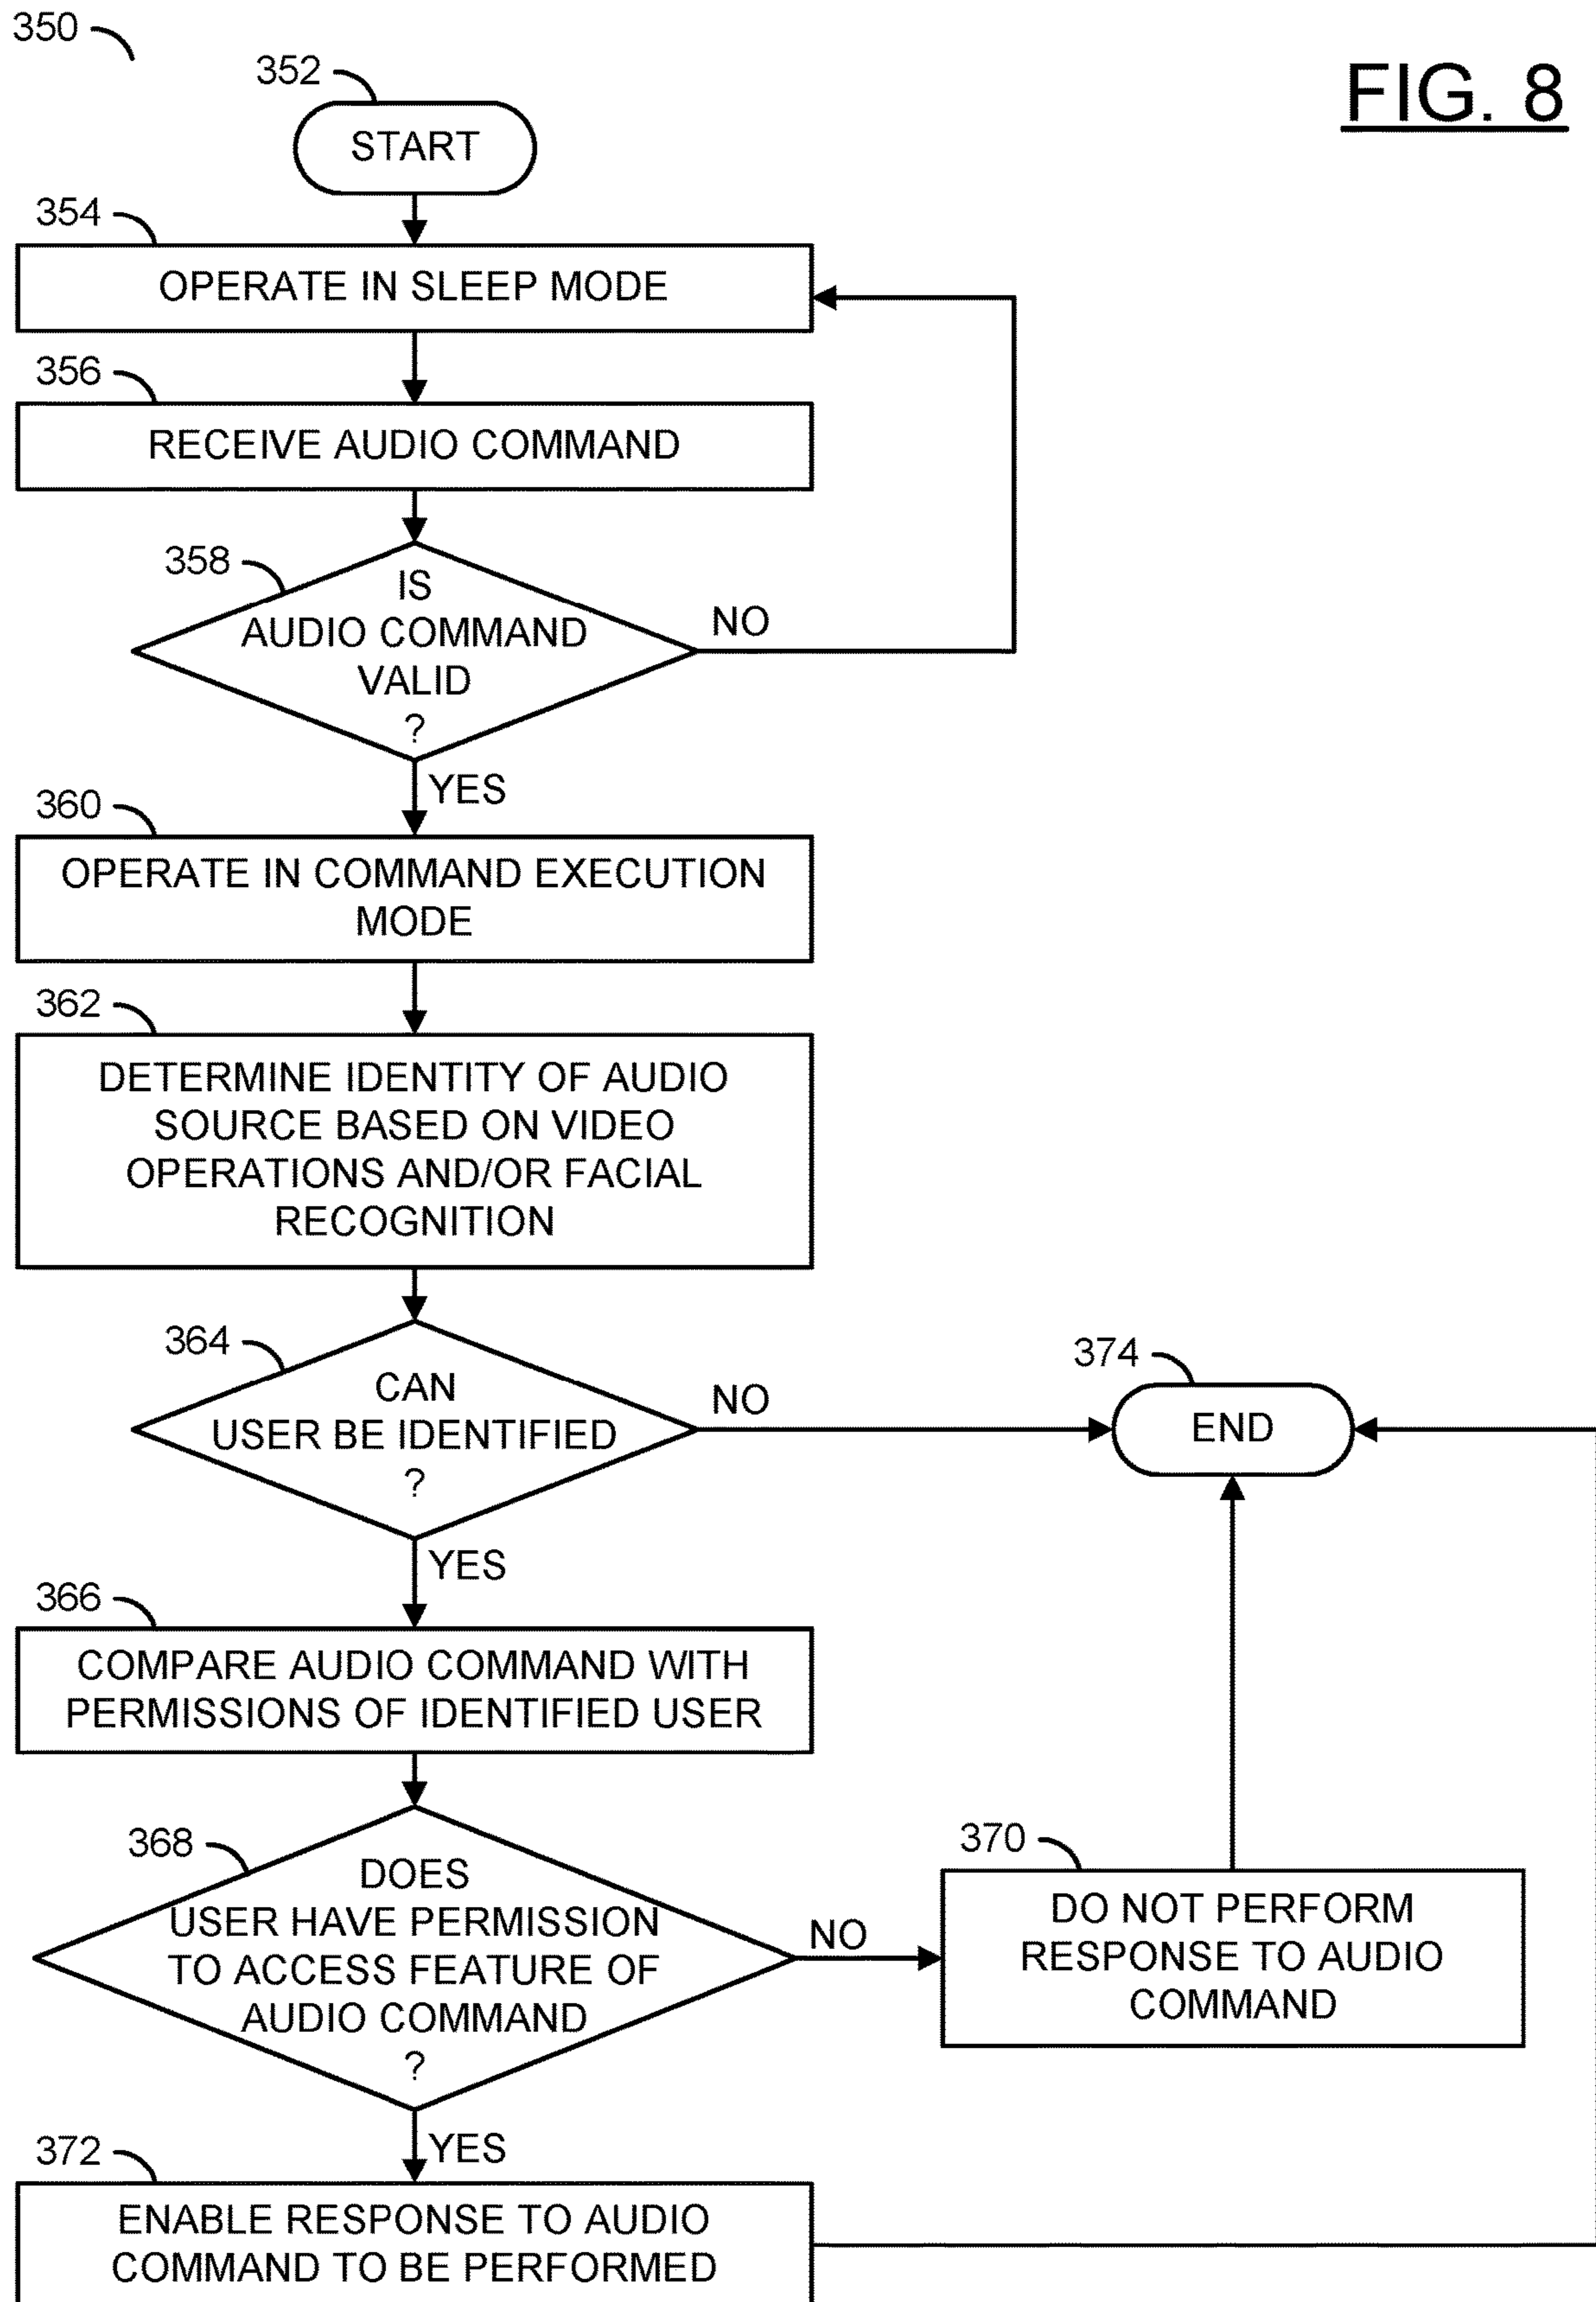 350
FIG. 8
352
START
354
OPERATE IN SLEEP MODE
356
RECEIVE AUDIO COMMAND
358
IS
AUDIO COMMAND
VALID
?
NO
YES
360
OPERATE IN COMMAND EXECUTION
MODE
362
DETERMINE IDENTITY OF AUDIO
SOURCE BASED ON VIDEO
OPERATIONS AND/OR FACIAL
RECOGNITION
364
CAN
USER BE IDENTIFIED
?
NO
374
END
YES
366
COMPARE AUDIO COMMAND WITH
PERMISSIONS OF IDENTIFIED USER
368
DOES
USER HAVE PERMISSION
TO ACCESS FEATURE OF
AUDIO COMMAND
?
NO
370
DO NOT PERFORM
RESPONSE TO AUDIO
COMMAND
YES
372
ENABLE RESPONSE TO AUDIO
COMMAND TO BE PERFORMED